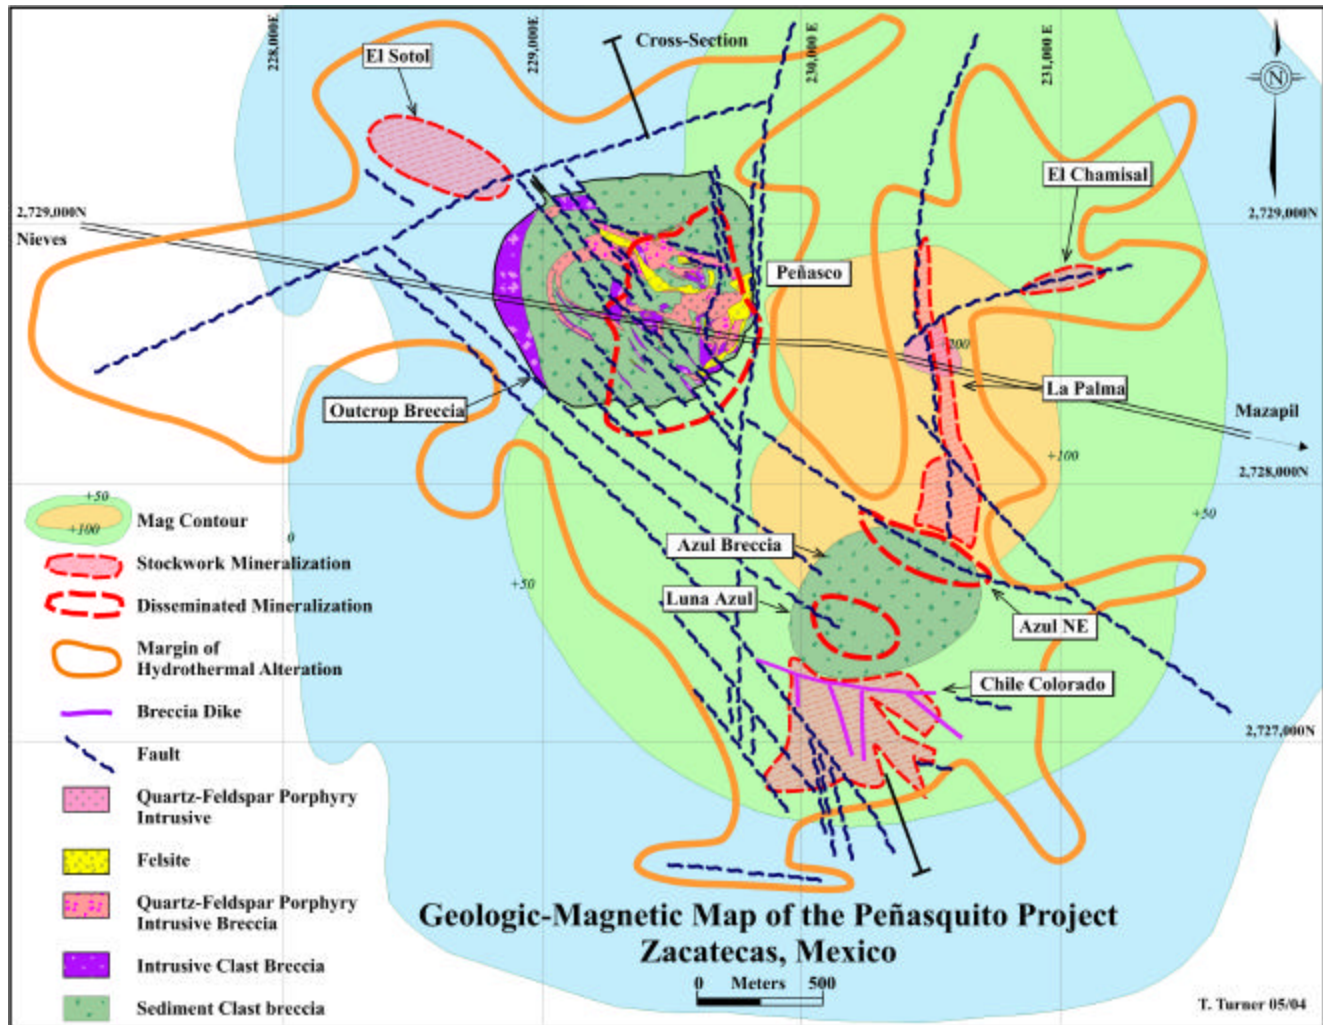 228,000E
229,000E
230,000 E
231,000 E
Cross-Section
El Sotol
N
El Chamisal
2,729,000N
2,729,000N
Nieves
Peñasco
200
La Palma
Outcrop Breccia
Mazapil
+100
2,728,000N
+50
+50
+100
Mag Contour
0
Azul Breccia
Stockwork Mineralization
+50
Luna Azul
Disseminated Mineralization
Azul NE
Margin of
Hydrothermal Alteration
Chile Colorado
Breccia Dike
2,727,000N
Fault
Quartz-Feldspar Porphyry
Intrusive
Felsite
Quartz-Feldspar Porphyry
Intrusive Breccia
Intrusive Clast Breccia
Sediment Clast breccia
Geologic-Magnetic Map of the Peñasquito Project
Zacatecas, Mexico
0 Meters 500
T. Turner 05/04